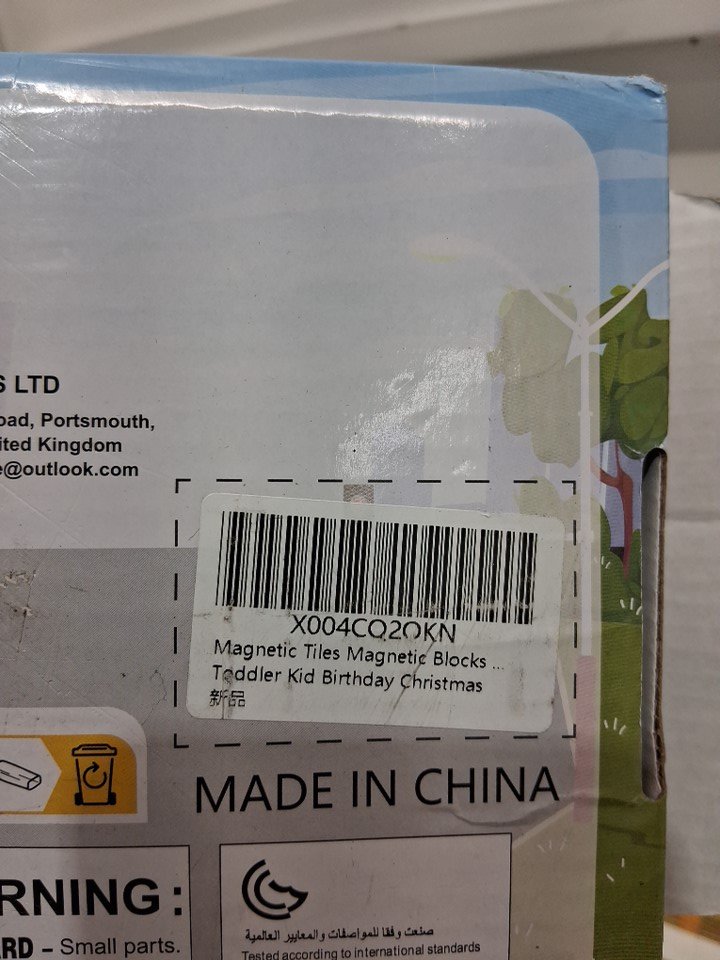 S LTD
oad, Portsmouth,
ited Kingdom
e@outlook.com
X004CQ2OKN
Magnetic Tiles Magnetic Blocks ...
Toddler Kid Birthday Christmas
新品
MADE IN CHINA
RNING:
RD – Small parts.
صنعت وفقا للمواصفات والمعايير العالمية
Tested according to international standards